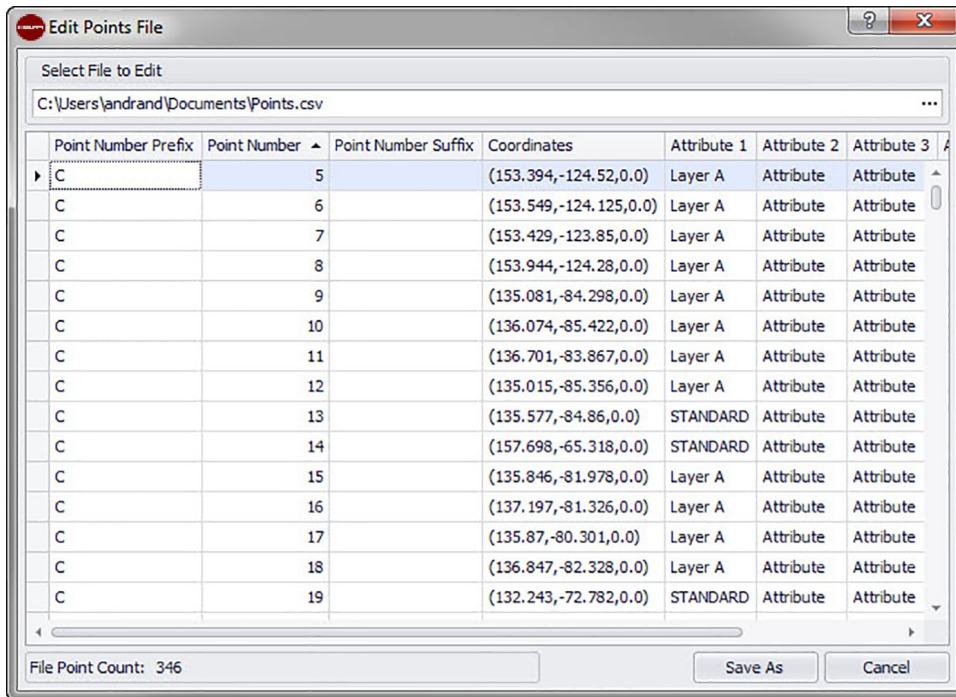 Edit Points File
Select File to Edit
C:\Users\andrand\Documents\Points.csv ...
Point Number Prefix Point Number Point Number Suffix Coordinates Attribute 1 Attribute 2 Attribute 3
C 5 (153.394,-124.52,0.0) Layer A Attribute Attribute
C 6 (153.549,-124.125,0.0) Layer A Attribute Attribute
C 7 (153.429,-123.85,0.0) Layer A Attribute Attribute
C 8 (153.944,-124.28,0.0) Layer A Attribute Attribute
C 9 (135.081,-84.298,0.0) Layer A Attribute Attribute
C 10 (136.074,-85.422,0.0) Layer A Attribute Attribute
C 11 (136.701,-83.867,0.0) Layer A Attribute Attribute
C 12 (135.015,-85.356,0.0) Layer A Attribute Attribute
C 13 (135.577,-84.86,0.0) STANDARD Attribute Attribute
C 14 (157.698,-65.318,0.0) STANDARD Attribute Attribute
C 15 (135.846,-81.978,0.0) Layer A Attribute Attribute
C 16 (137.197,-81.326,0.0) Layer A Attribute Attribute
C 17 (135.87,-80.301,0.0) Layer A Attribute Attribute
C 18 (136.847,-82.328,0.0) Layer A Attribute Attribute
C 19 (132.243,-72.782,0.0) STANDARD Attribute Attribute
File Point Count: 346 Save As Cancel